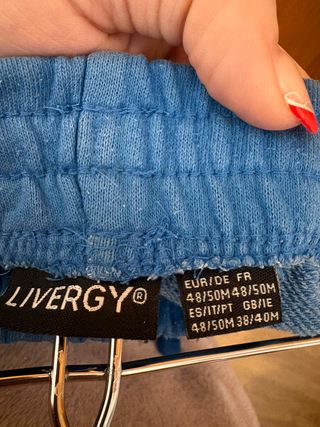 LIVERGY®
EUR/DE FR
48/50M 48/50M
ES/IT/PT GB/IE
48/50M 38/40M